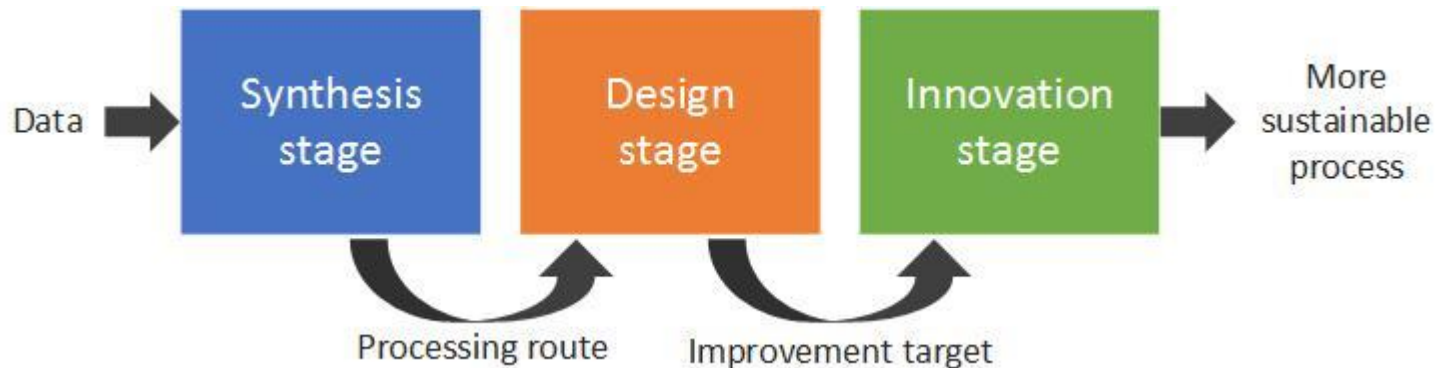 Data
Synthesis
stage
Design
stage
Innovation
stage
More
sustainable
process
Processing route
Improvement target